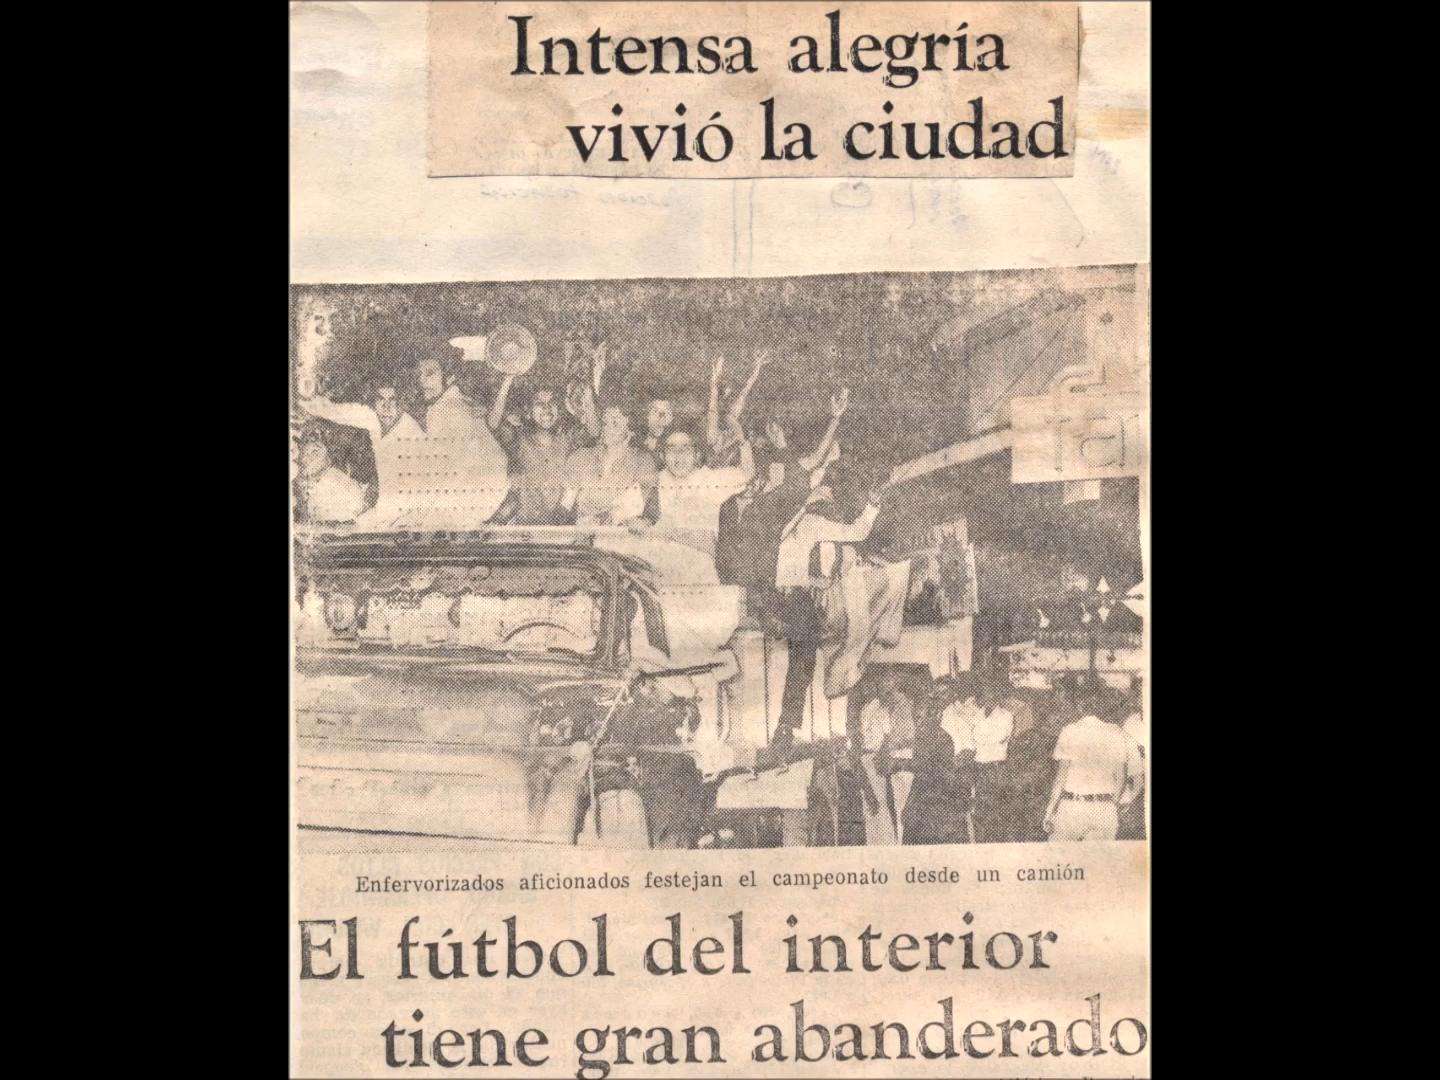 Intensa alegría
vivió la ciudad
Enfervorizados aficionados festejan el campeonato desde un camión
El fútbol del interior
tiene gran abanderado